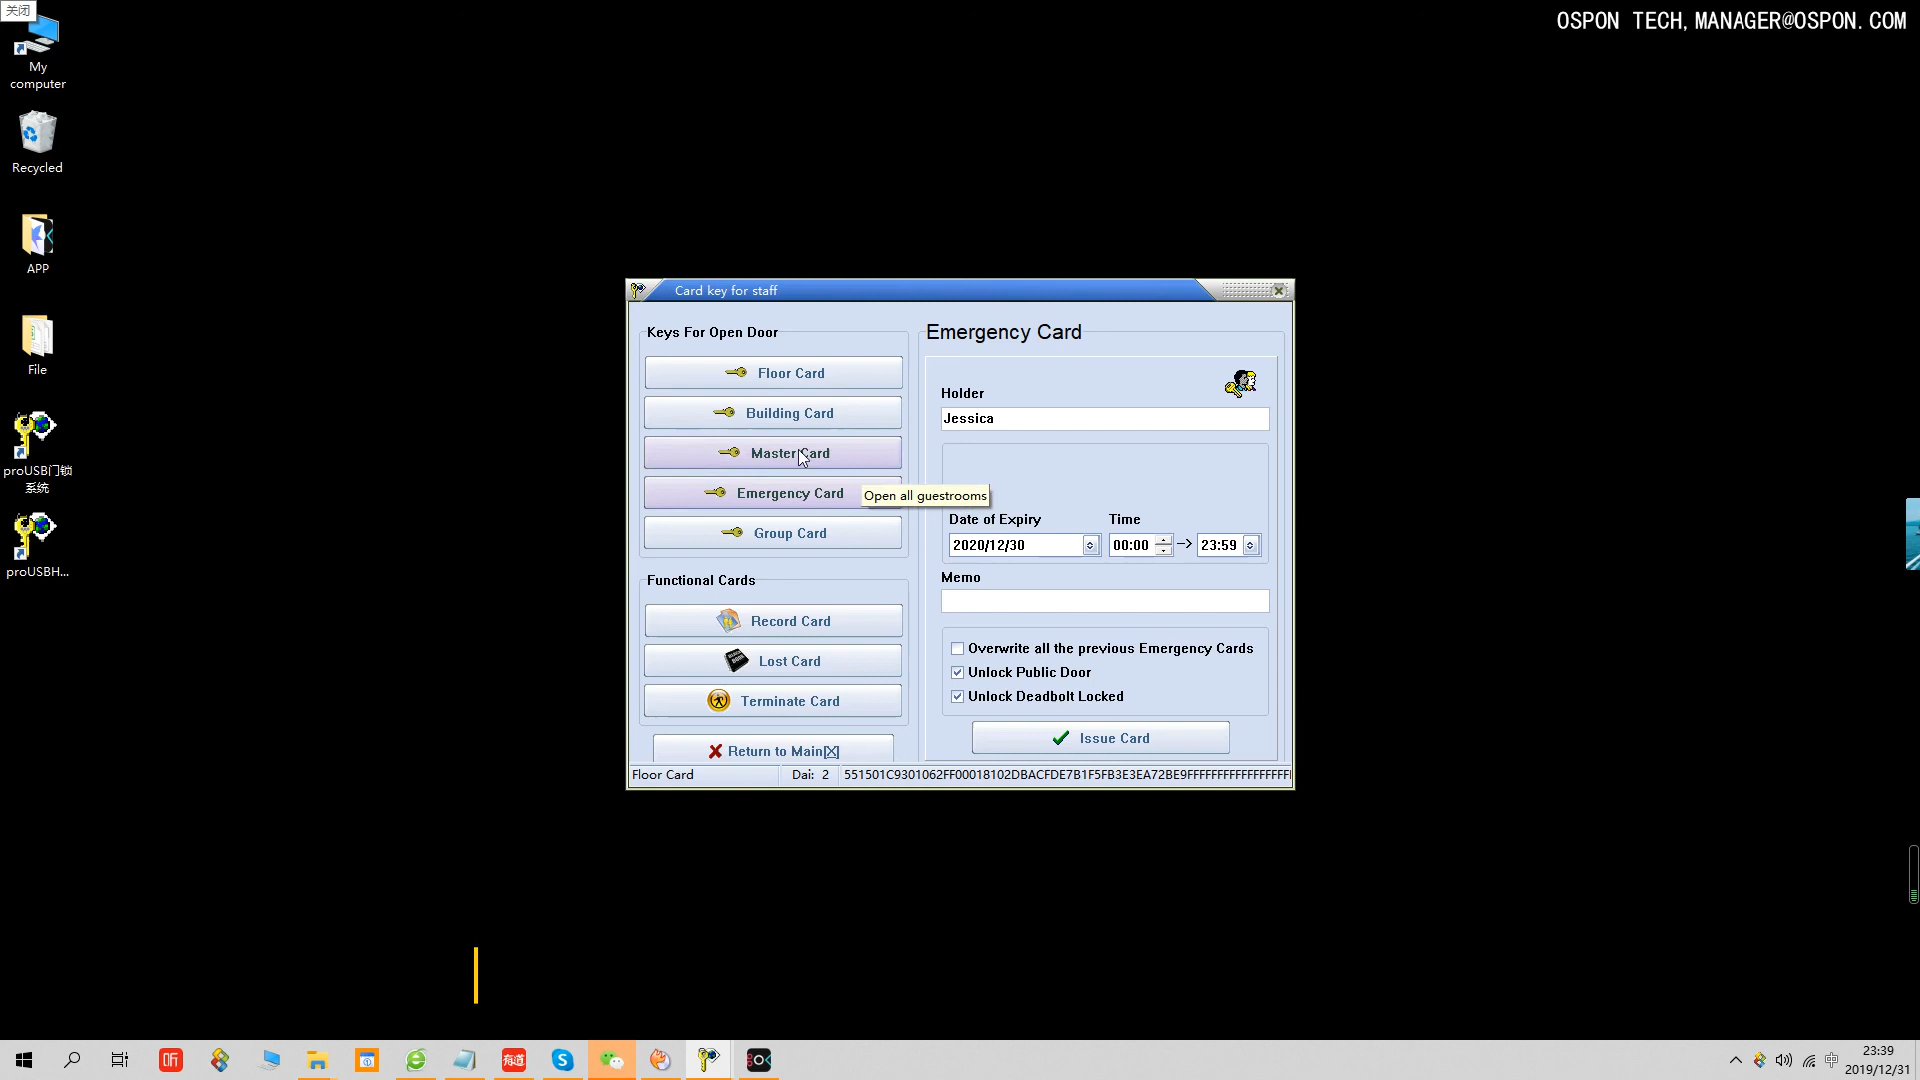 关闭
OSPON TECH,MANAGER@OSPON.COM
My
computer
Recycled
APP
File
proUSB门锁
系统
proUSBH...
Card key for staff
Keys For Open Door
Floor Card
Building Card
Master Card
Emergency Card
Open all guestrooms
Group Card
Functional Cards
Record Card
Lost Card
Terminate Card
Return to Main[X]
Emergency Card
Holder
Jessica
Date of Expiry
Time
2020/12/30
00:00
-> 23:59
Memo
Overwrite all the previous Emergency Cards
Unlock Public Door
Unlock Deadbolt Locked
Issue Card
Floor Card
Dai: 2
听
有道
中
23:39
2019/12/31